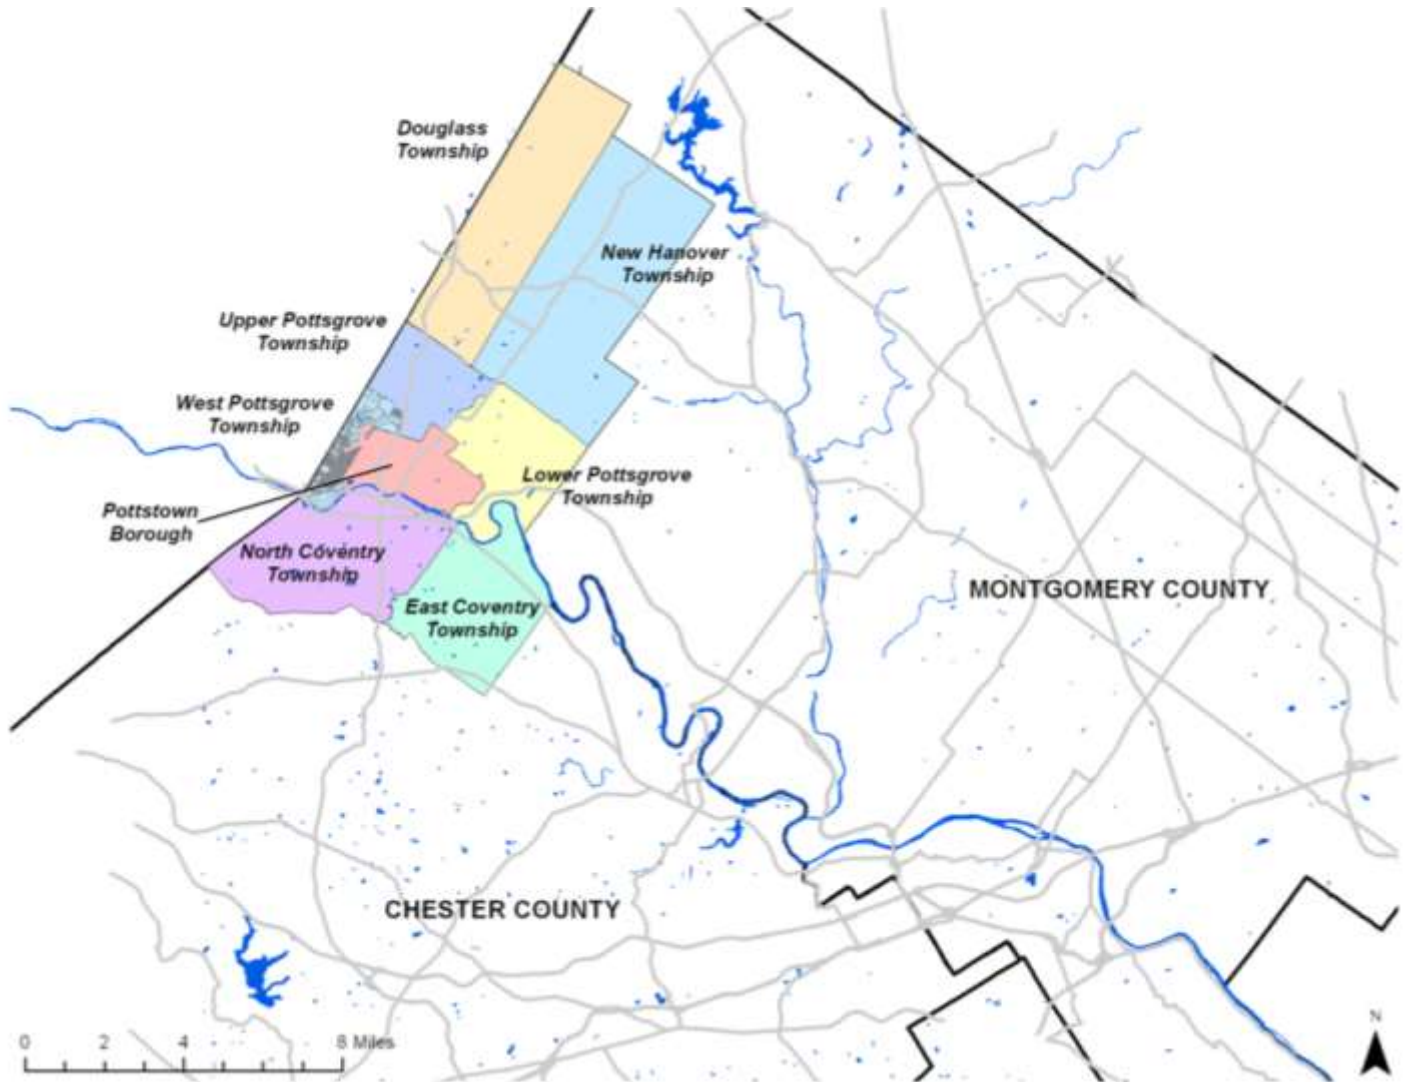 Douglass
Township
New Hanover
Township
Upper Pottsgrove
Township
West Pottsgrove
Township
Lower Pottsgrove
Township
Pottstown
Borough
North Coventry
Township
East Coventry
Township
MONTGOMERY COUNTY
CHESTER COUNTY
0 2 4 8 Miles
N